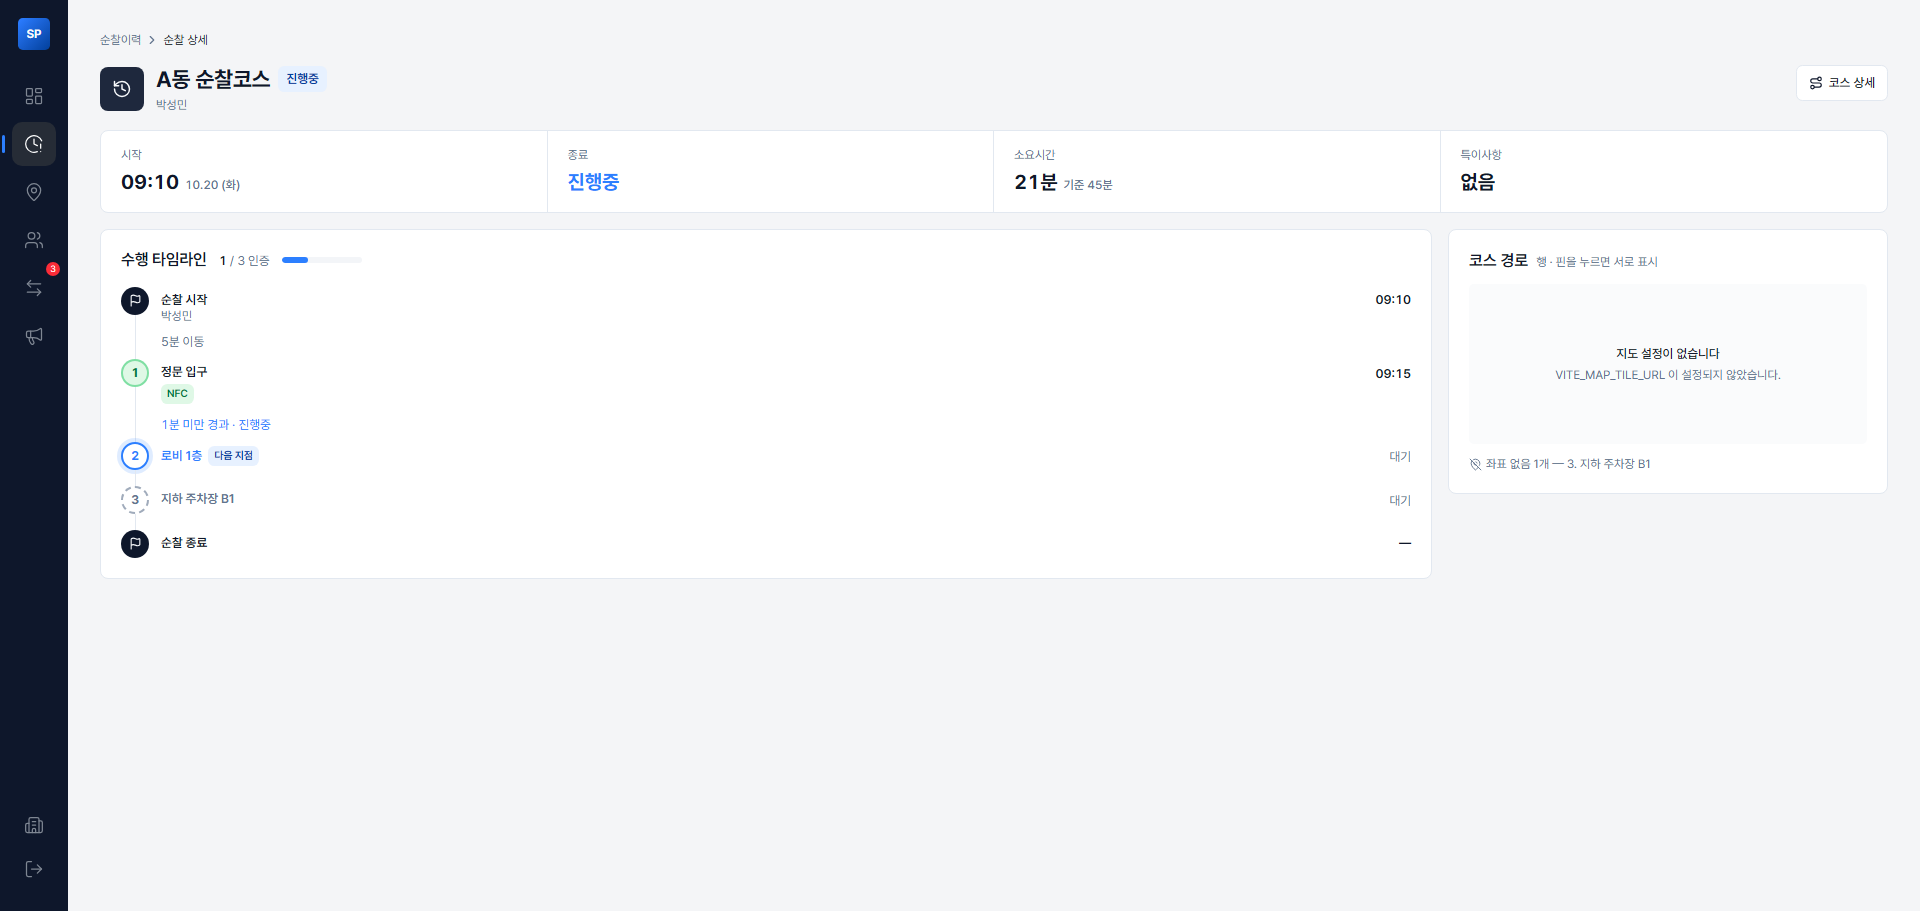 SP
순찰이력 > 순찰 상세
A동 순찰코스 진행중
박성민
코스 상세
시작
09:10 10.20 (화)
종료
진행중
소요시간
21분 기준 45분
특이사항
없음
3
수행 타임라인 1 / 3 인증
순찰 시작 09:10
박성민
5분 이동
1 정문 입구 09:15
NFC
1분 미만 경과 · 진행중
2 로비 1층 다음 지점 대기
3 지하 주차장 B1 대기
순찰 종료 —
코스 경로 행 · 핀을 누르면 서로 표시
지도 설정이 없습니다
VITE_MAP_TILE_URL 이 설정되지 않았습니다.
좌표 없음 1개 — 3. 지하 주차장 B1